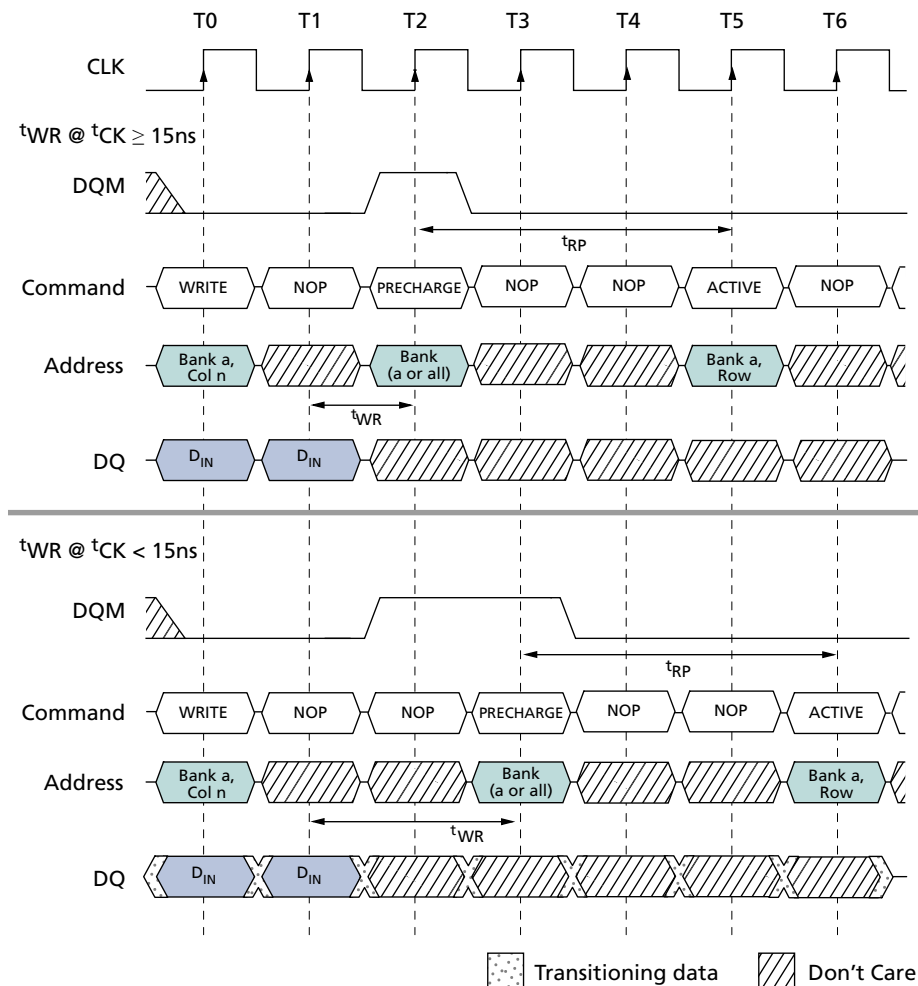 T0 T1 T2 T3 T4 T5 T6
CLK
tWR @ tCK ≥ 15ns
DQM
tRP
Command WRITE NOP PRECHARGE NOP NOP ACTIVE NOP
Address Bank a, Col n Bank (a or all) Bank a, Row
tWR
DQ DIN DIN
tWR @ tCK < 15ns
DQM
tRP
Command WRITE NOP NOP PRECHARGE NOP NOP ACTIVE
Address Bank a, Col n Bank (a or all) Bank a, Row
tWR
DQ DIN DIN
Transitioning data Don't Care